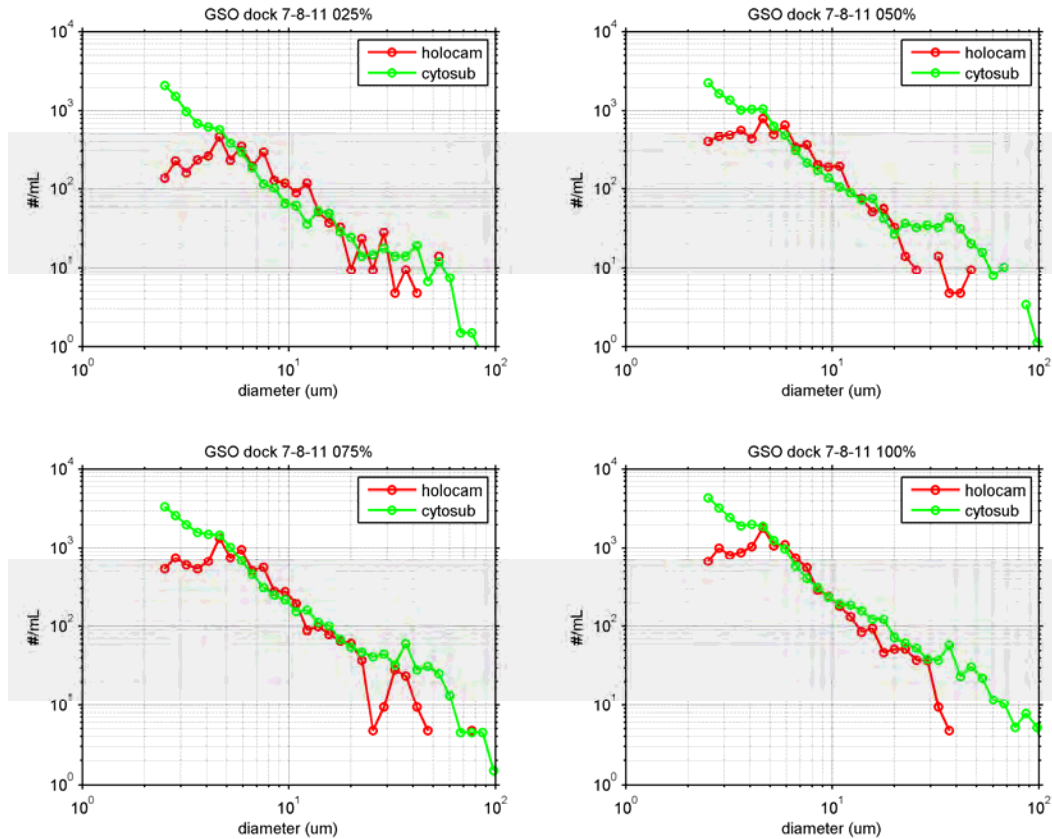 GSO dock 7-8-11 025%
10^4
10^3
10^2
10^1
10^0
#/mL
holocam
cytosub
10^0 10^1 10^2
diameter (um)
GSO dock 7-8-11 050%
10^4
10^3
10^2
10^1
10^0
#/mL
holocam
cytosub
10^0 10^1 10^2
diameter (um)
GSO dock 7-8-11 075%
10^4
10^3
10^2
10^1
10^0
#/mL
holocam
cytosub
10^0 10^1 10^2
diameter (um)
GSO dock 7-8-11 100%
10^4
10^3
10^2
10^1
10^0
#/mL
holocam
cytosub
10^0 10^1 10^2
diameter (um)